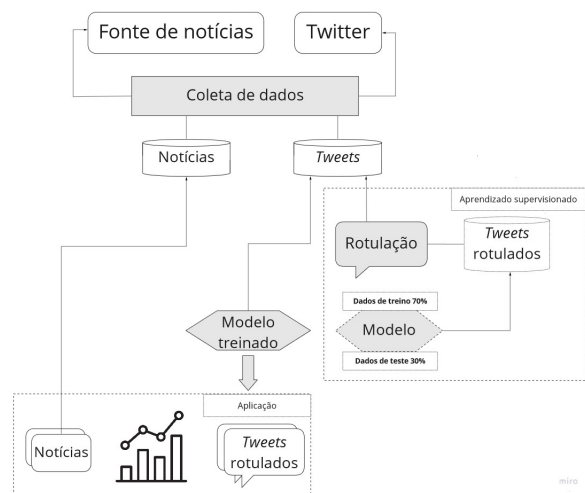 Fonte de notícias
Twitter
Coleta de dados
Notícias
Tweets
Aprendizado supervisionado
Rotulação
Tweets
rotulados
Dados de treino 70%
Modelo
Dados de teste 30%
Modelo
treinado
Aplicação
Notícias
Tweets
rotulados
miro